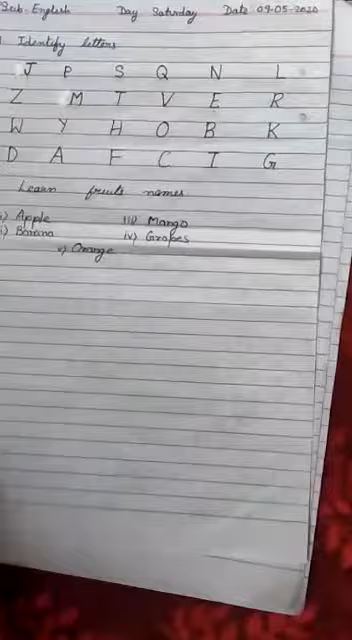 Sub. English Day Saturday Date 09-05-2020
Identify letters
J P S Q N L
Z M T V E R
W Y H O B K
D A F C I G
Learn fruits names
i) Apple iii) Mango
ii) Banana iv) Grapes
v) Orange